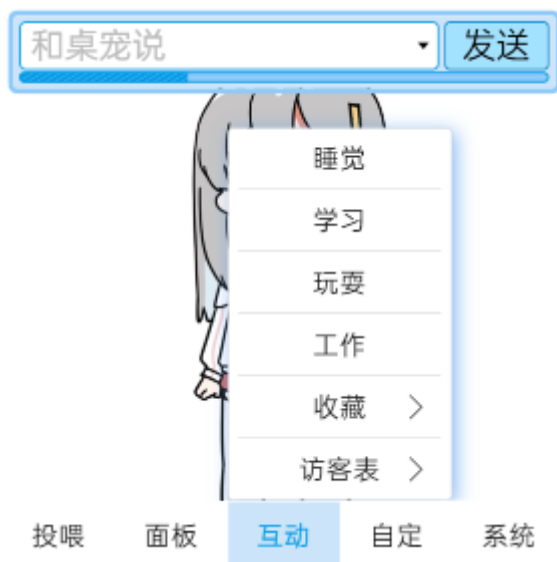 和桌宠说
发送
睡觉
学习
玩耍
工作
收藏
访客表
投喂 面板 互动 自定 系统